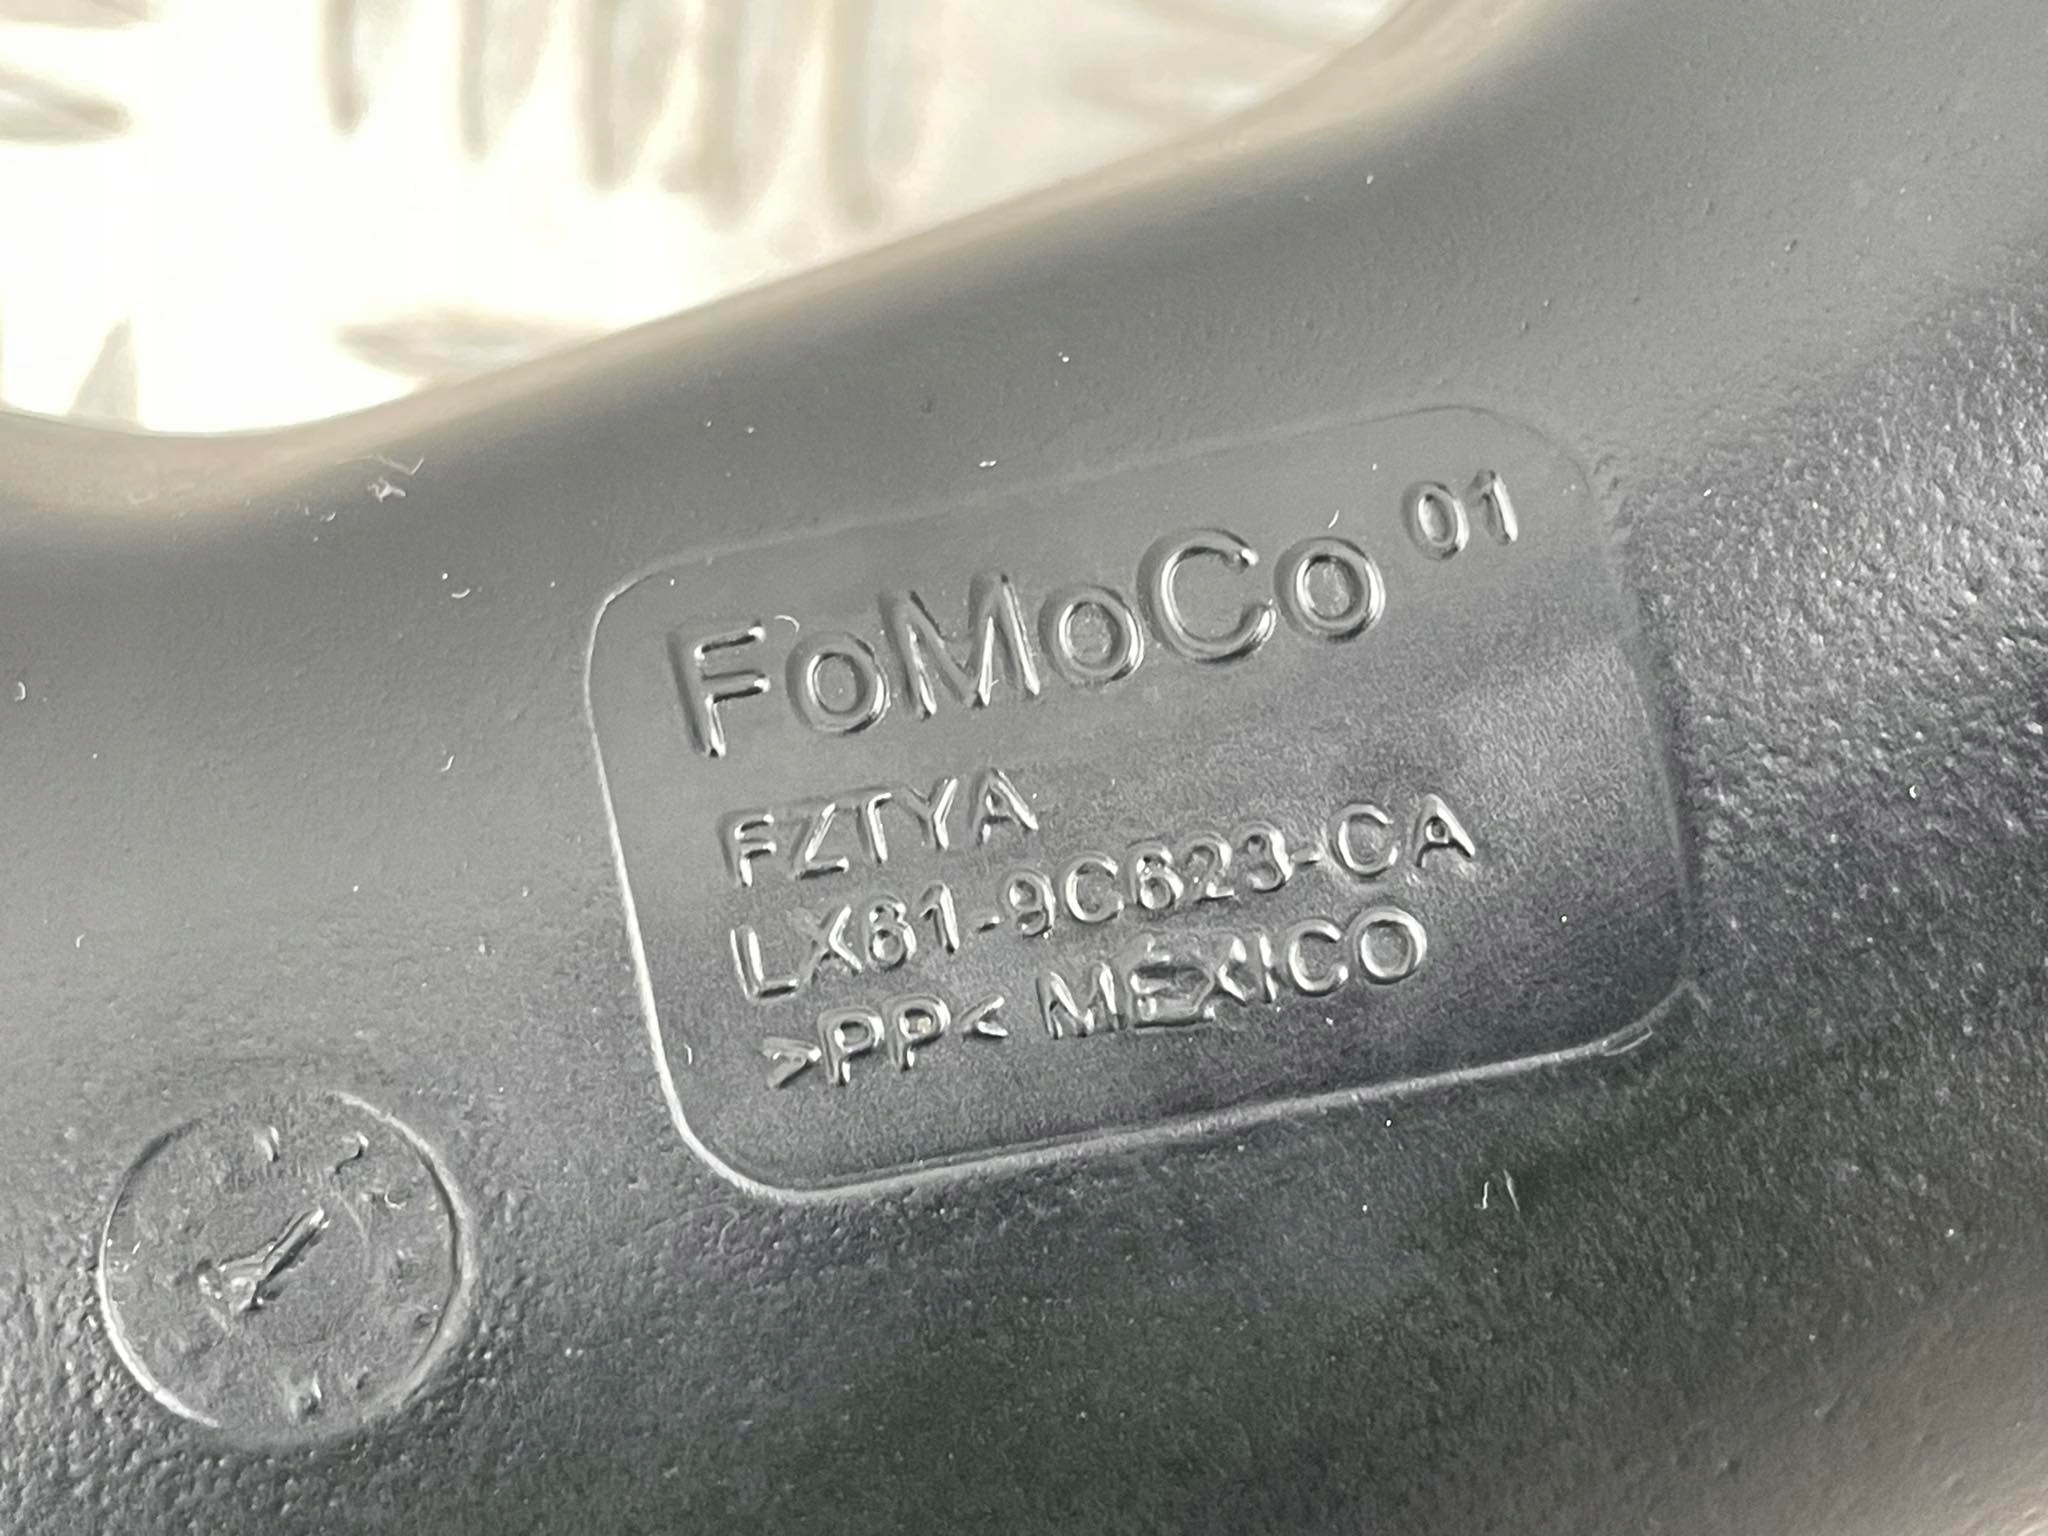 FoMoCo 01
FZTYA
LX61-9C623-CA
>PP< MEXICO